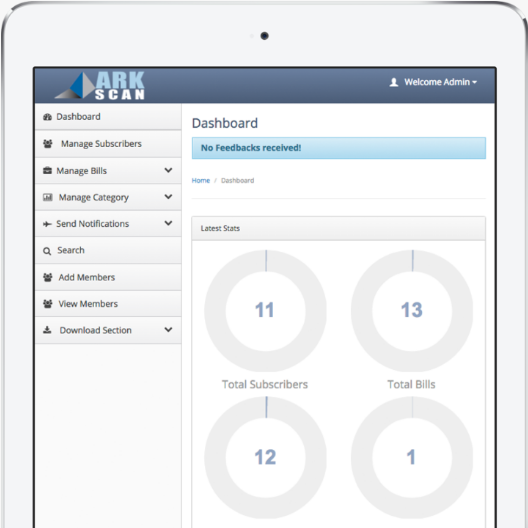 ARK
SCAN
Welcome Admin
Dashboard
Manage Subscribers
Manage Bills
Manage Category
Send Notifications
Search
Add Members
View Members
Download Section
Dashboard
No Feedbacks received!
Home / Dashboard
Latest Stats
11
Total Subscribers
13
Total Bills
12
1